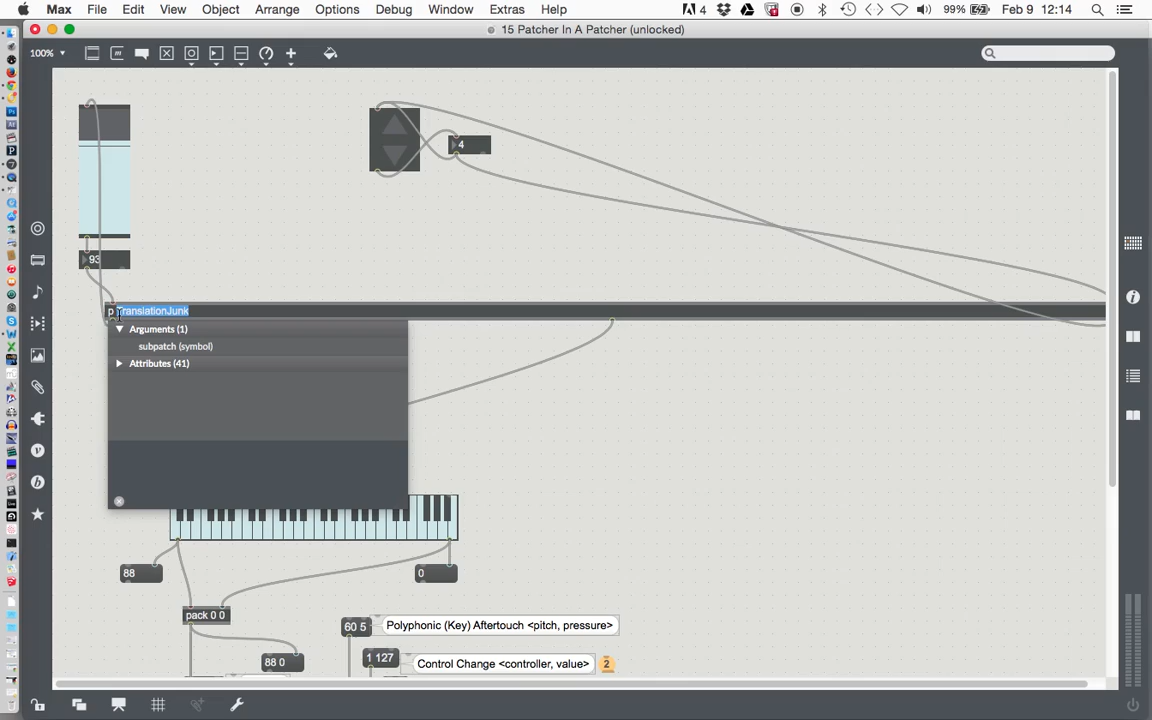 Max File Edit View Object Arrange Options Debug Window Extras Help
4 99% Feb 9 12:14
15 Patcher In A Patcher (unlocked)
100%
4
93
p TranslationJunk
Arguments (1)
subpatch (symbol)
Attributes (41)
88
0
pack 0 0
60 5 Polyphonic (Key) Aftertouch <pitch, pressure>
88 0
1 127 Control Change <controller, value> 2